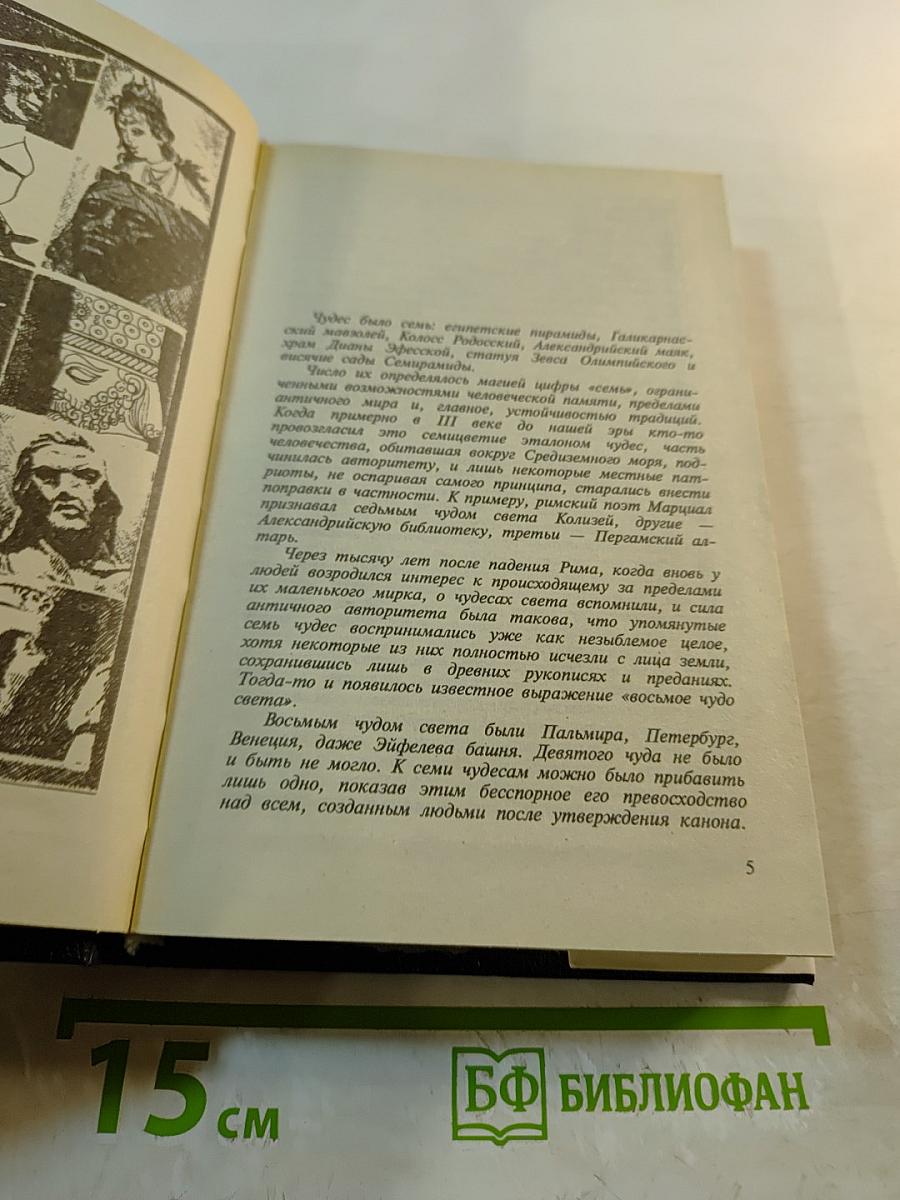 Чудес было семь: египетские пирамиды, Галикарнас-
ский мавзолей, Колосс Родосский, Александрийский маяк,
храм Дианы Эфесской, статуя Зевса Олимпийского и
висячие сады Семирамиды.
Число их определялось магией цифры «семь», ограни-
ченными возможностями человеческой памяти, пределами
античного мира и, главное, устойчивостью традиций.
Когда примерно в III веке до нашей эры кто-то
провозгласил это семицветие эталоном чудес, часть
человечества, обитавшая вокруг Средиземного моря, под-
чинилась авторитету, и лишь некоторые местные пат-
риоты, не оспаривая самого принципа, старались внести
поправки в частности. К примеру, римский поэт Марциал
признавал седьмым чудом света Колизей, другие —
Александрийскую библиотеку, третьи — Пергамский ал-
тарь.
Через тысячу лет после падения Рима, когда вновь у
людей возродился интерес к происходящему за пределами
их маленького мирка, о чудесах света вспомнили, и сила
античного авторитета была такова, что упомянутые
семь чудес воспринимались уже как незыблемое целое,
хотя некоторые из них полностью исчезли с лица земли,
сохранившись лишь в древних рукописях и преданиях.
Тогда-то и появилось известное выражение «восьмое чудо
света».
Восьмым чудом света были Пальмира, Петербург,
Венеция, даже Эйфелева башня. Девятого чуда не было
и быть не могло. К семи чудесам можно было прибавить
лишь одно, показав этим бесспорное его превосходство
над всем, созданным людьми после утверждения канона.
5
15 см
БФ БИБЛИОФАН